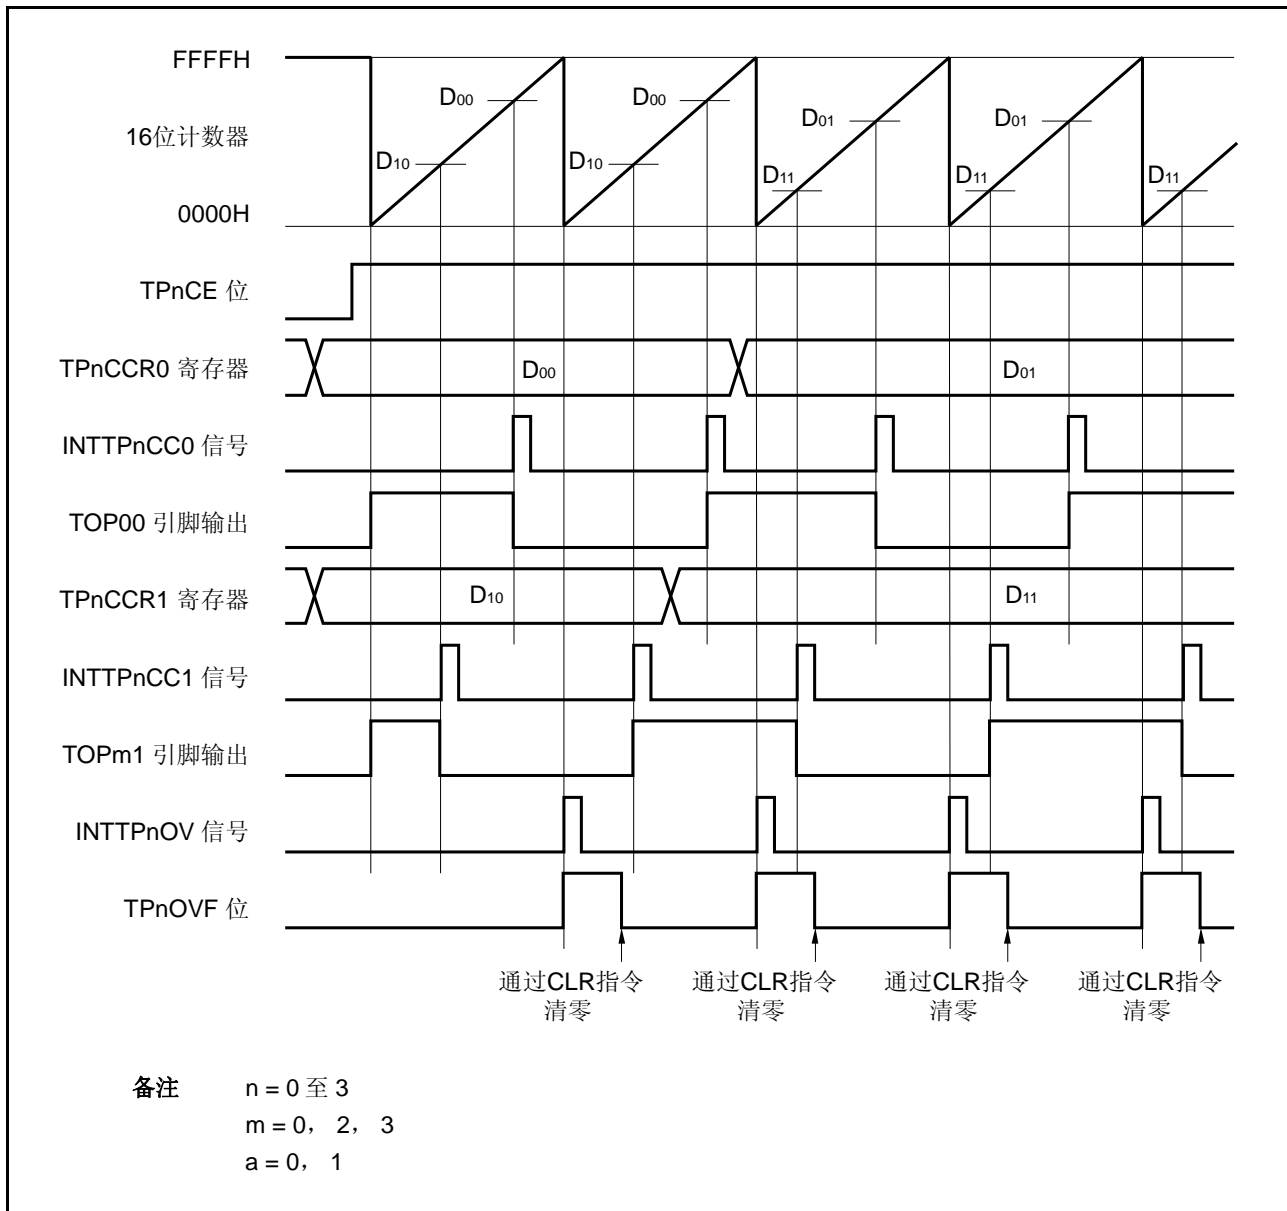 FFFFH
D00
D00
D01
D01
16位计数器
D10
D10
D11
D11
D11
0000H
TPnCE 位
TPnCCR0 寄存器
D00
D01
INTTPnCC0 信号
TOP00 引脚输出
TPnCCR1 寄存器
D10
D11
INTTPnCC1 信号
TOPm1 引脚输出
INTTPnOV 信号
TPnOVF 位
通过CLR指令
清零
通过CLR指令
清零
通过CLR指令
清零
通过CLR指令
清零
备注 n = 0 至 3
m = 0， 2， 3
a = 0， 1